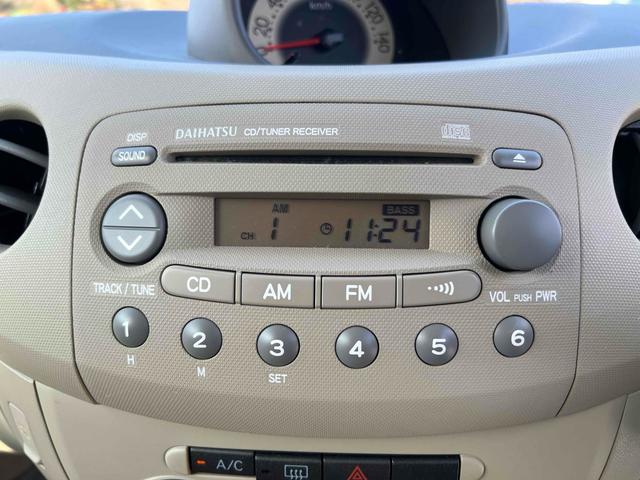 km/h
20 120 140
DISP
DAIHATSU CD/TUNER RECEIVER
SOUND
AM BASS
CH 1 11:24
TRACK / TUNE
CD AM FM
VOL PUSH PWR
1 2 3 4 5 6
H M SET
A/C